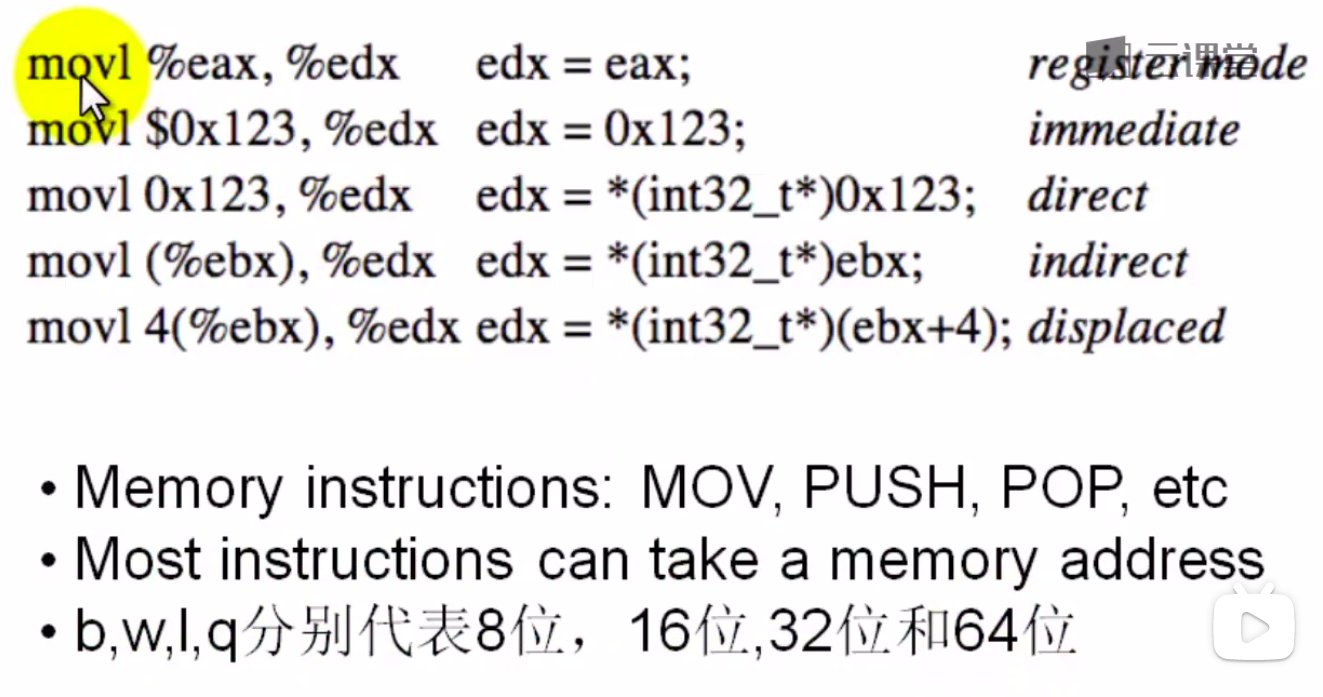 movl %eax, %edx edx = eax; register mode
云课堂
movl $0x123, %edx edx = 0x123; immediate
movl 0x123, %edx edx = *(int32_t*)0x123; direct
movl (%ebx), %edx edx = *(int32_t*)ebx; indirect
movl 4(%ebx), %edx edx = *(int32_t*)(ebx+4); displaced
• Memory instructions: MOV, PUSH, POP, etc
• Most instructions can take a memory address
• b,w,l,q分别代表8位，16位,32位和64位